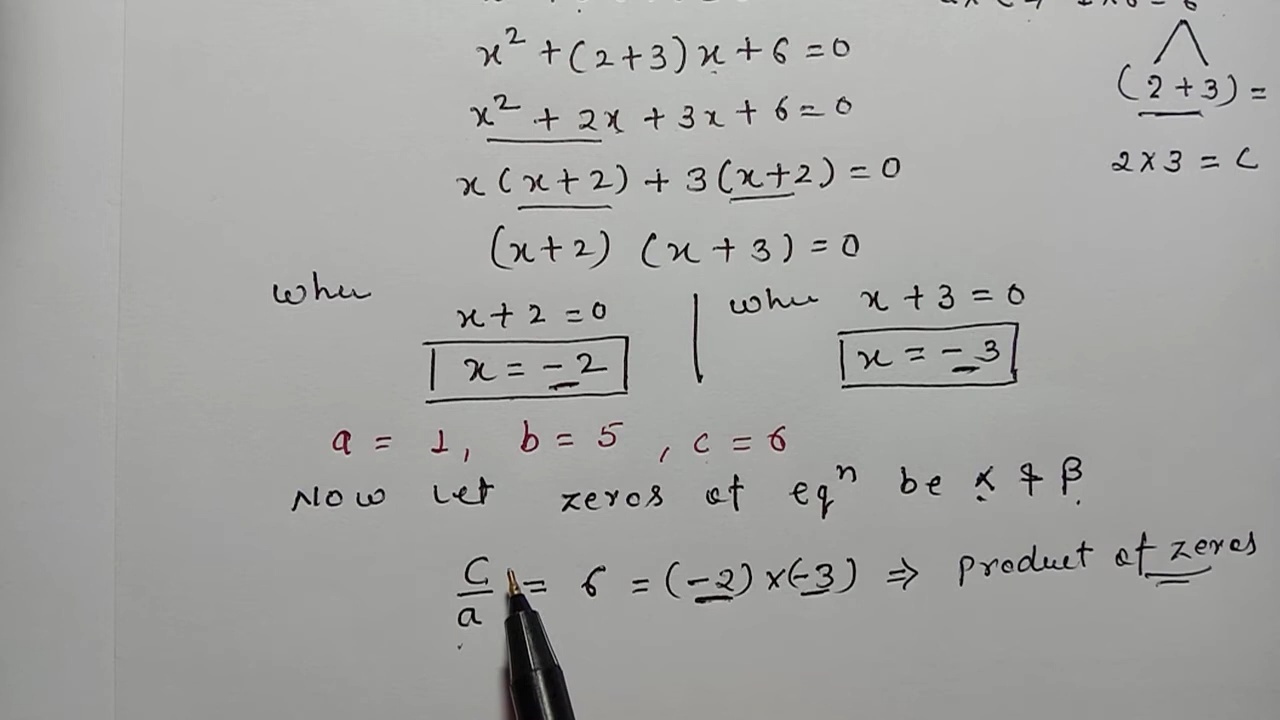 x² + (2+3)x + 6 = 0
(2+3) =
x² + 2x + 3x + 6 = 0
2 x 3 = C
x(x+2) + 3(x+2) = 0
(x+2) (x+3) = 0
when x+2 = 0 | when x+3 = 0
x = -2
x = -3
a = 1, b = 5, c = 6
Now Let zeros of eqⁿ be α & β
C/a = 6 = (-2)×(-3) ⇒ product of zeros